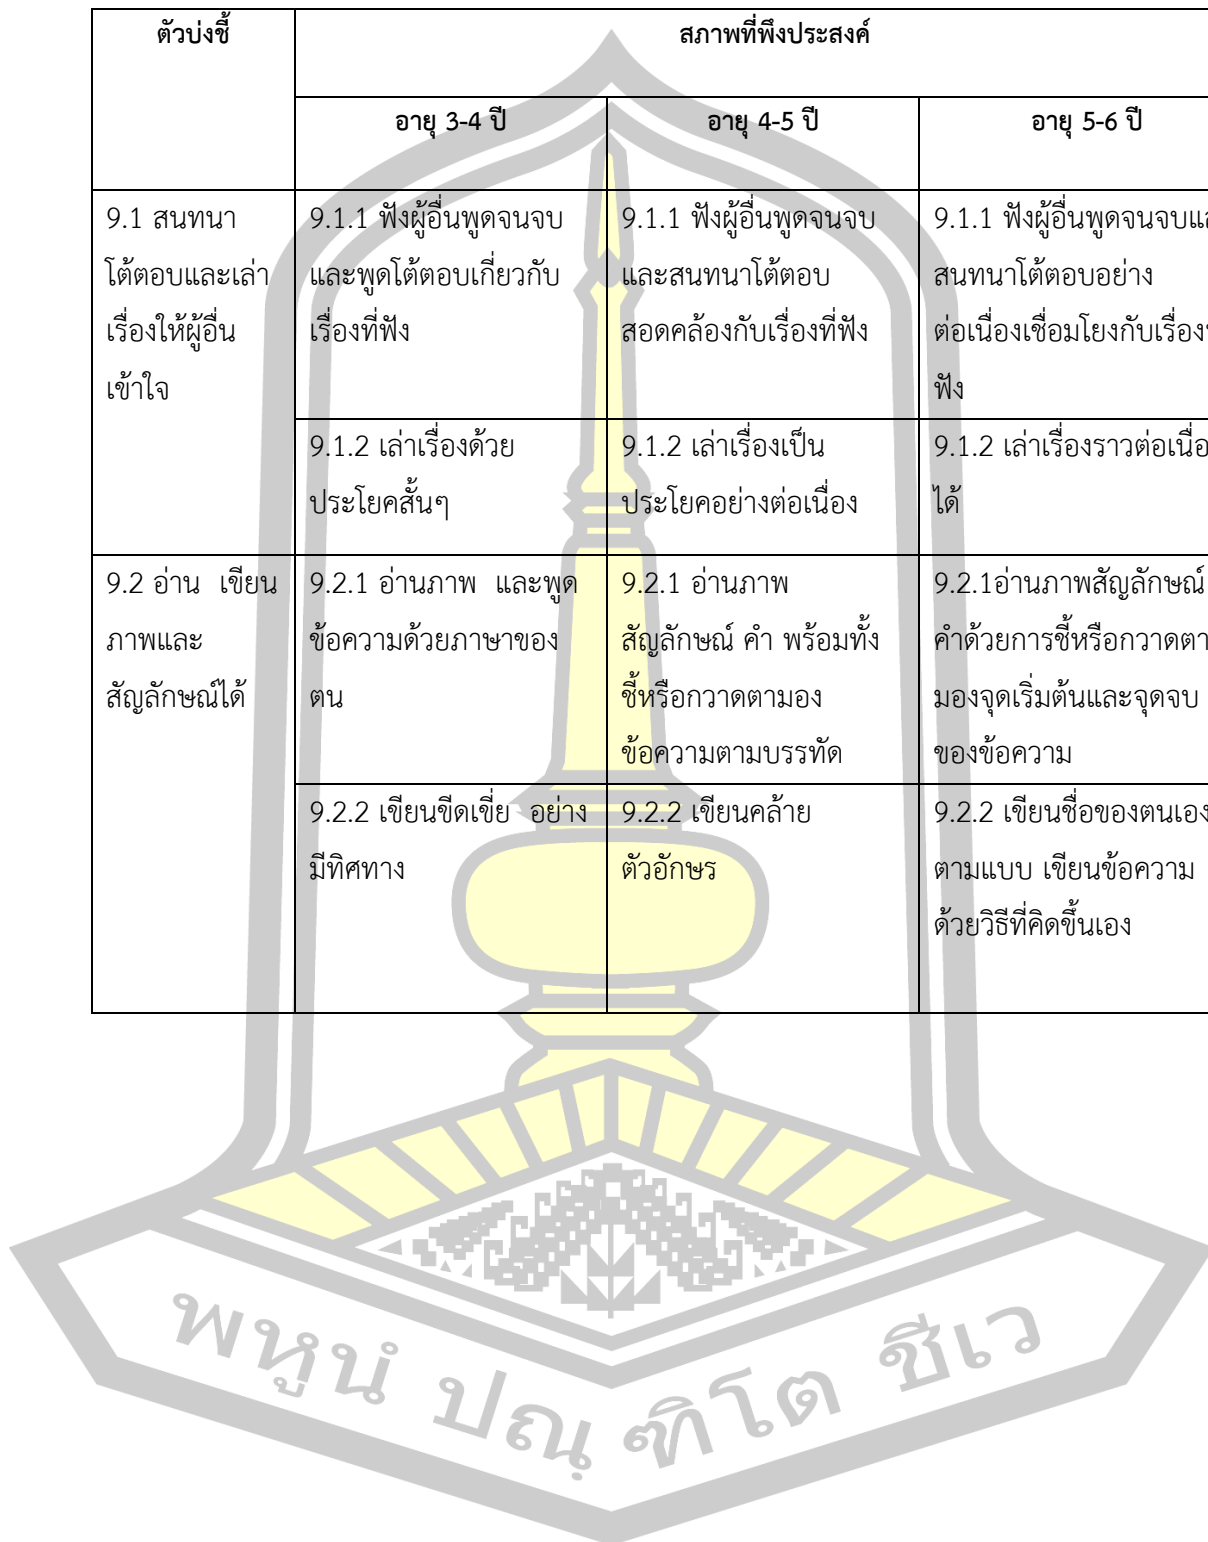 ตัวบ่งชี้
สภาพที่พึงประสงค์
อายุ 3-4 ปี
อายุ 4-5 ปี
อายุ 5-6 ปี
9.1 สนทนา
โต้ตอบและเล่า
เรื่องให้ผู้อื่น
เข้าใจ
9.1.1 ฟังผู้อื่นพูดจนจบ
และพูดโต้ตอบเกี่ยวกับ
เรื่องที่ฟัง
9.1.1 ฟังผู้อื่นพูดจนจบ
และสนทนาโต้ตอบ
สอดคล้องกับเรื่องที่ฟัง
9.1.1 ฟังผู้อื่นพูดจนจบ
สนทนาโต้ตอบอย่าง
ต่อเนื่องเชื่อมโยงกับเรื่อง
ฟัง
9.1.2 เล่าเรื่องด้วย
ประโยคสั้นๆ
9.1.2 เล่าเรื่องเป็น
ประโยคอย่างต่อเนื่อง
9.1.2 เล่าเรื่องราว
ได้
9.2 อ่าน เขียน
ภาพและ
สัญลักษณ์ได้
9.2.1 อ่านภาพ และพูด
ข้อความด้วยภาษาของ
ตน
9.2.1 อ่านภาพ
สัญลักษณ์ คำ พร้อมทั้ง
ชี้หรือกวาดตามอง
ข้อความตามบรรทัด
9.2.1อ่านภาพสัญลักษณ์
คำด้วยการชี้หรือกวาดตา
มองจุดเริ่มต้นและจุดจบ
ของข้อความ
9.2.2 เขียนขีดเขี่ย อย่าง
มีทิศทาง
9.2.2 เขียนคล้าย
ตัวอักษร
9.2.2 เขียนชื่อของตนเอง
ตามแบบ เขียนข้อความ
ด้วยวิธีที่คิดขึ้นเอง
พหูนํ ปณฺฑิโต ชีเว